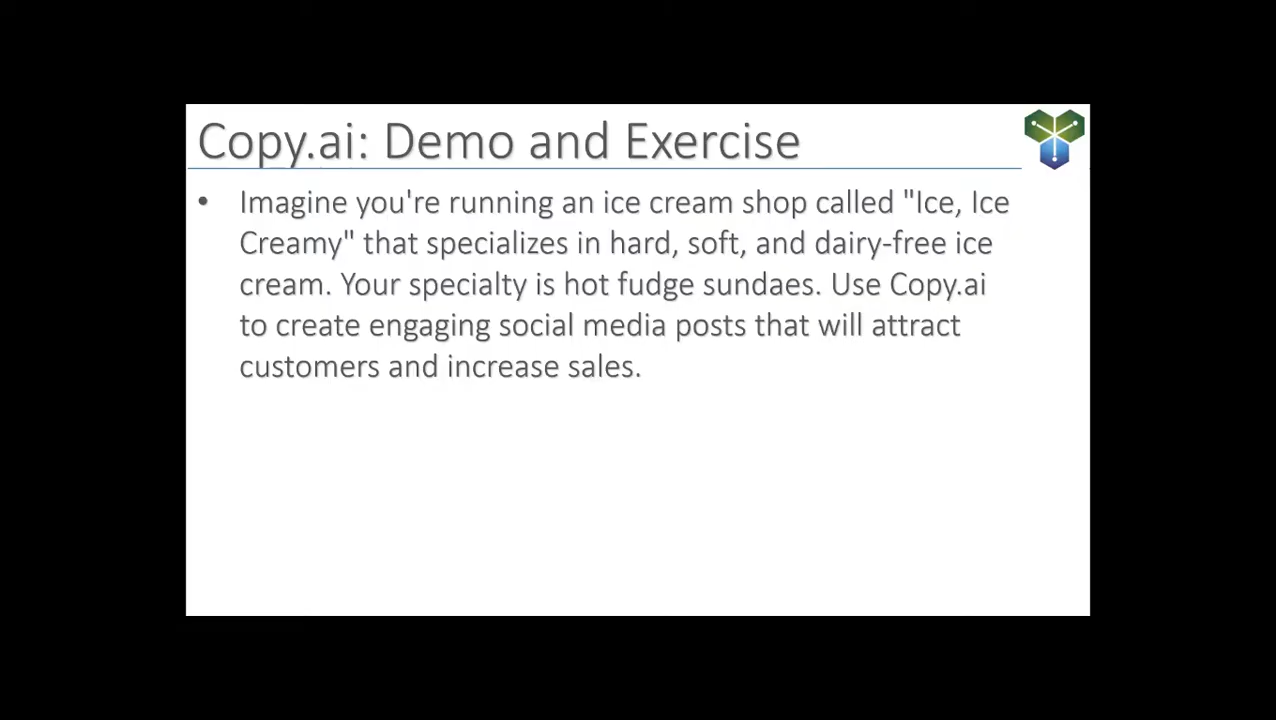 Copy.ai: Demo and Exercise
• Imagine you're running an ice cream shop called "Ice, Ice
Creamy" that specializes in hard, soft, and dairy-free ice
cream. Your specialty is hot fudge sundaes. Use Copy.ai
to create engaging social media posts that will attract
customers and increase sales.